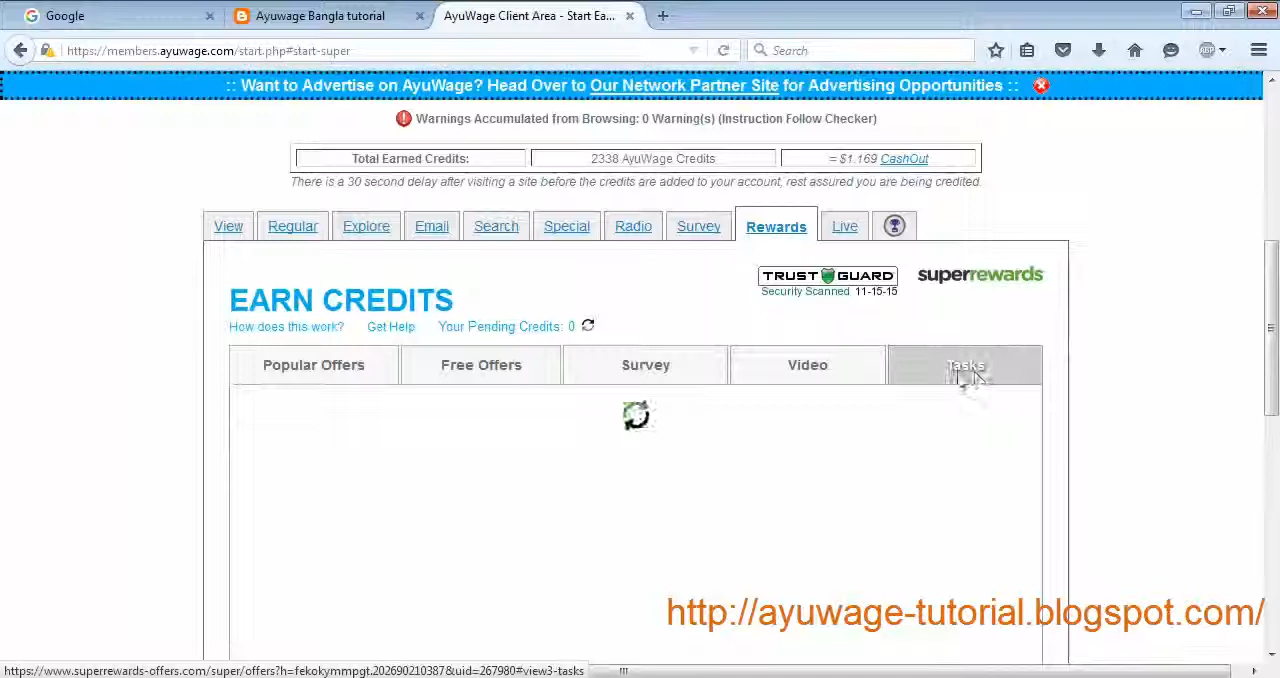 Google
Ayuwage Bangla tutorial
AyuWage Client Area - Start Ea...
https://members.ayuwage.com/start.php#start-super
Search
ABP
:: Want to Advertise on AyuWage? Head Over to Our Network Partner Site for Advertising Opportunities ::
Warnings Accumulated from Browsing: 0 Warning(s) (Instruction Follow Checker)
Total Earned Credits: 2338 AyuWage Credits = $1.169 CashOut
There is a 30 second delay after visiting a site before the credits are added to your account, rest assured you are being credited.
View Regular Explore Email Search Special Radio Survey Rewards Live
TRUST GUARD
superrewards
Security Scanned 11-15-15
EARN CREDITS
How does this work? Get Help Your Pending Credits: 0
Popular Offers Free Offers Survey Video Tasks
http://ayuwage-tutorial.blogspot.com/
https://www.superrewards-offers.com/super/offers?h=fekokymmpgt.202690210387&uid=267980#view3-tasks